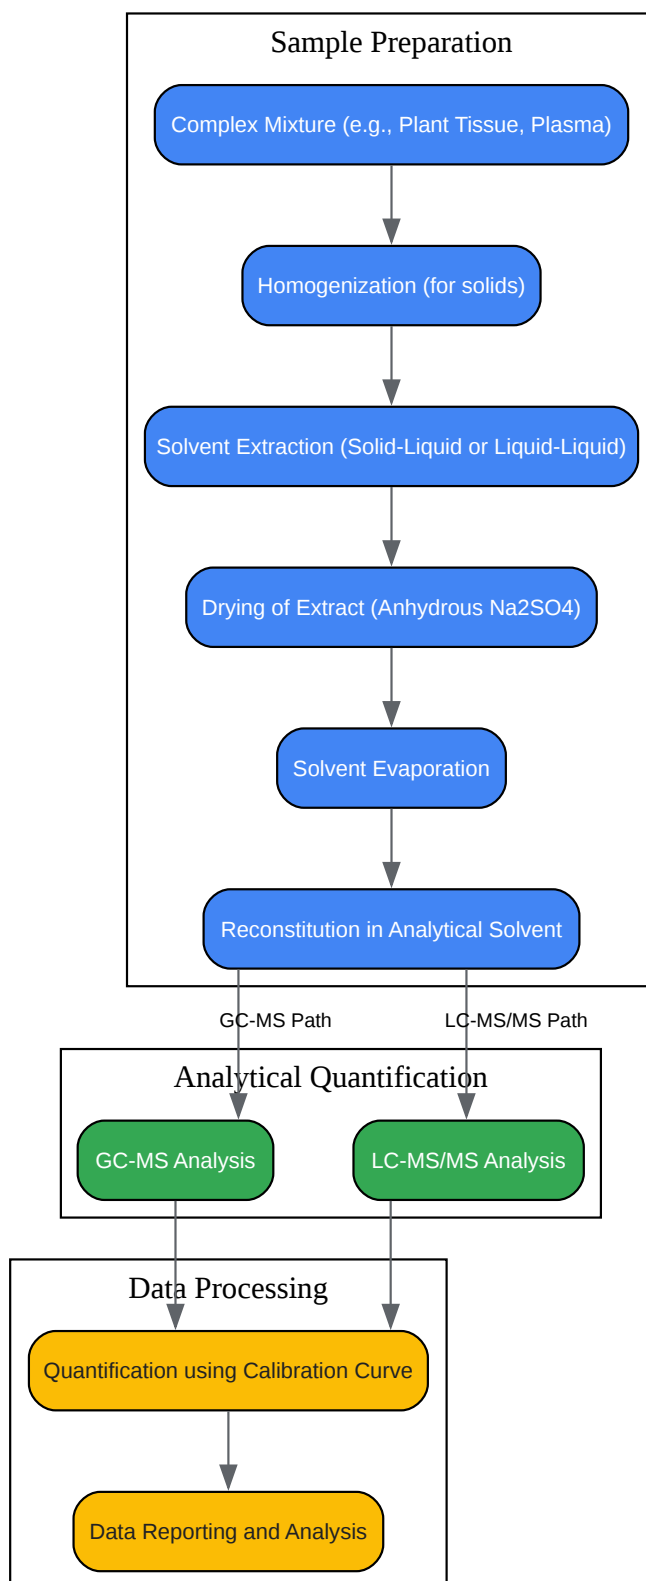 Sample Preparation
Complex Mixture (e.g., Plant Tissue, Plasma)
Homogenization (for solids)
Solvent Extraction (Solid-Liquid or Liquid-Liquid)
Drying of Extract (Anhydrous Na2SO4)
Solvent Evaporation
Reconstitution in Analytical Solvent
GC-MS Path
LC-MS/MS Path
Analytical Quantification
GC-MS Analysis
LC-MS/MS Analysis
Data Processing
Quantification using Calibration Curve
Data Reporting and Analysis